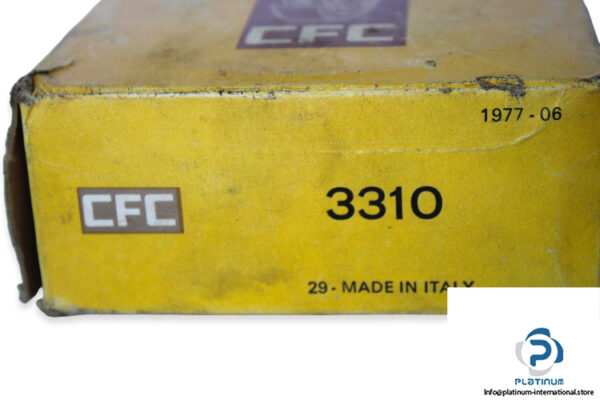 CFC
1977 - 06
CFC
3310
29 - MADE IN ITALY
PLATINUM
Info@platinum-international.store